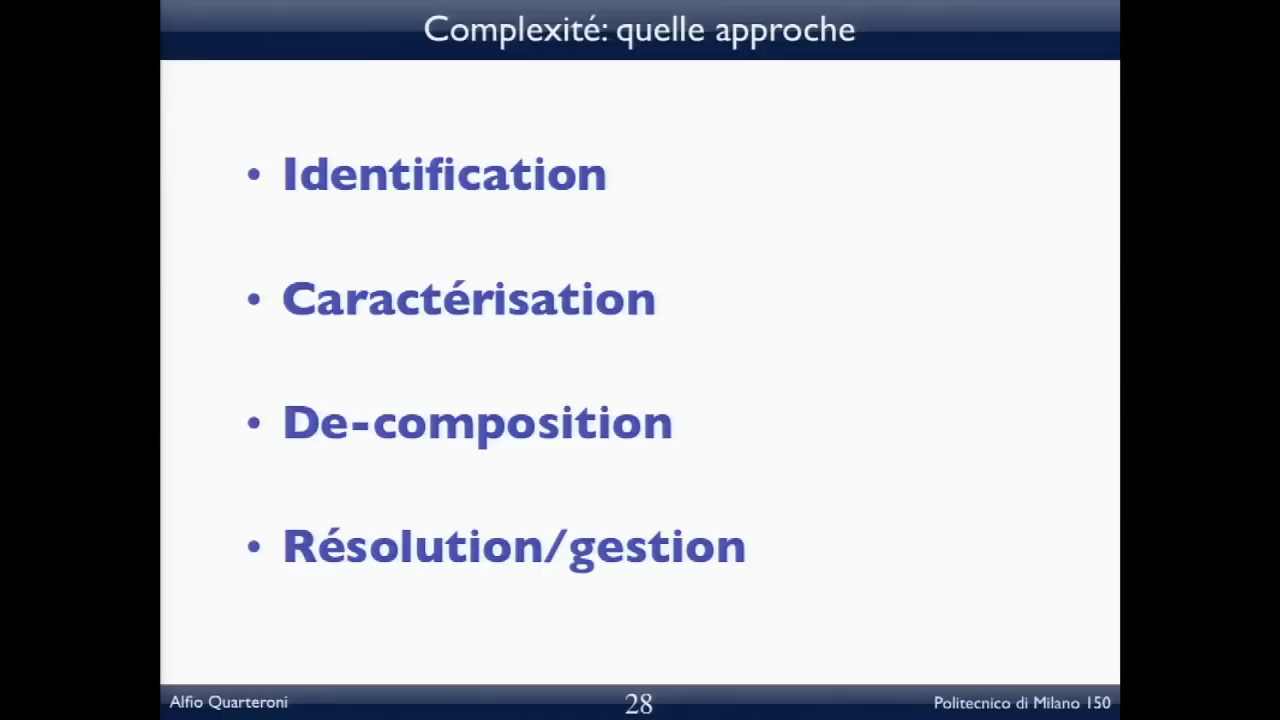 Complexité: quelle approche
• Identification
• Caractérisation
• De-composition
• Résolution/gestion
Alfio Quarteroni
28
Politecnico di Milano 150